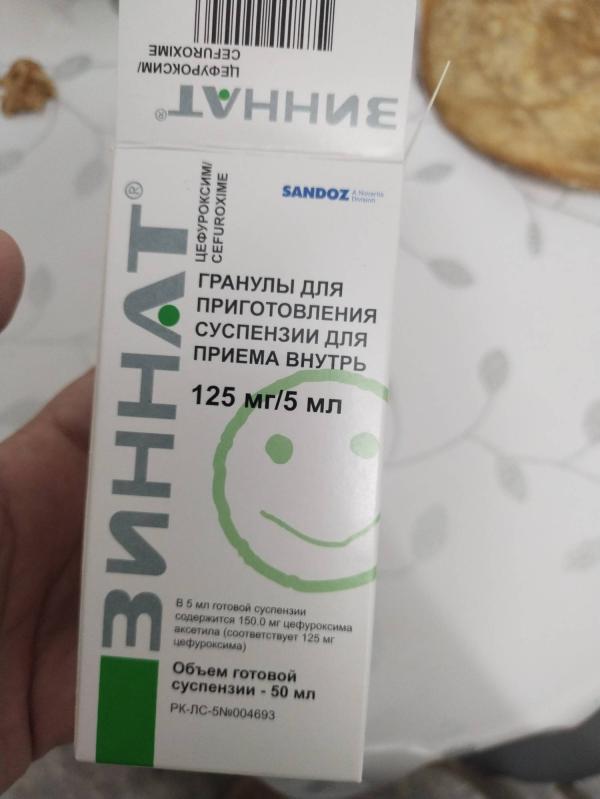 ЦЕФУРОКСИМ/
CEFUROXIME
ЗИННАТ®
ЗИННАТ®
ЦЕФУРОКСИМ/
CEFUROXIME
SANDOZ A Novartis
Division
ГРАНУЛЫ ДЛЯ
ПРИГОТОВЛЕНИЯ
СУСПЕНЗИИ ДЛЯ
ПРИЕМА ВНУТРЬ
125 мг/5 мл
В 5 мл готовой суспензии
содержится 150.0 мг цефуроксима
аксетила (соответствует 125 мг
цефуроксима)
Объем готовой
суспензии - 50 мл
РК-ЛС-5№004693